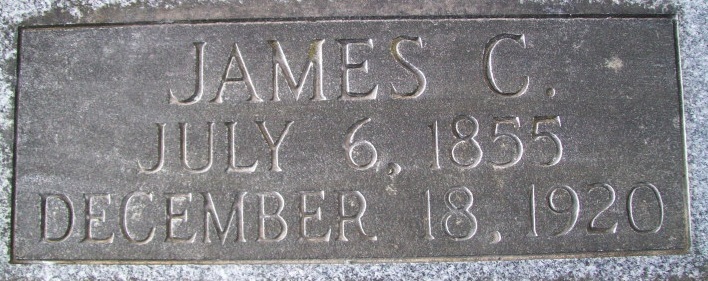 JAMES C.
JULY 6, 1855
DECEMBER 18, 1920